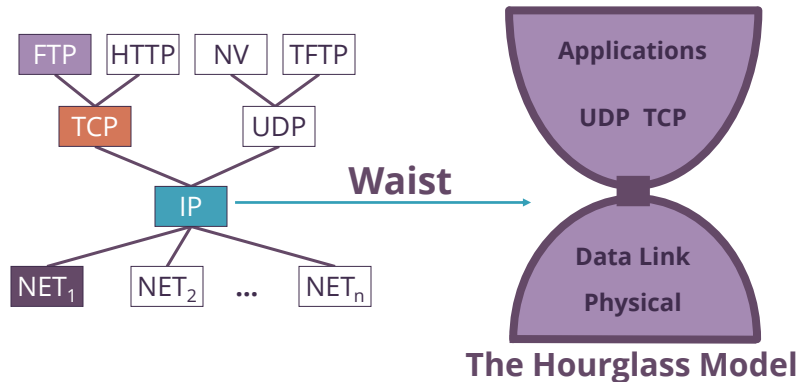 FTP HTTP NV TFTP
TCP UDP
IP
NET1 NET2 ... NETn
Waist
Applications
UDP TCP
Data Link
Physical
The Hourglass Model